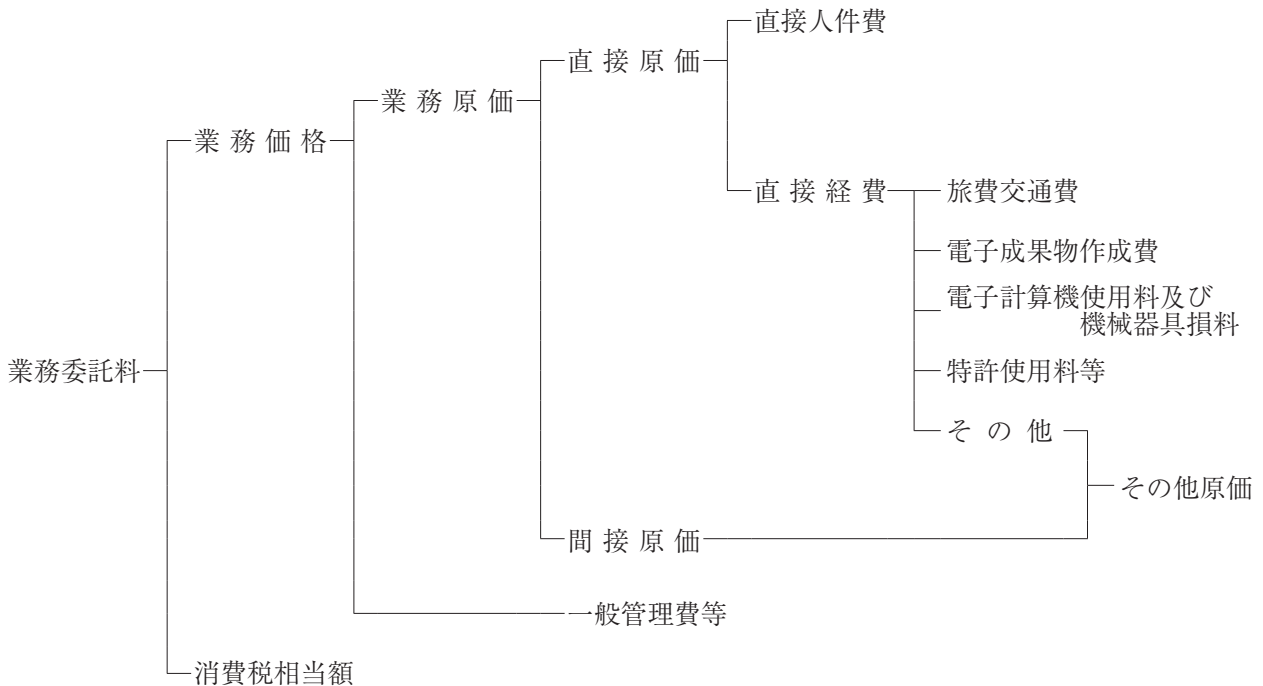 直接人件費
直接原価
業務原価
業務価格
直接経費
旅費交通費
電子成果物作成費
電子計算機使用料及び
機械器具損料
業務委託料
特許使用料等
その他
その他原価
間接原価
一般管理費等
消費税相当額